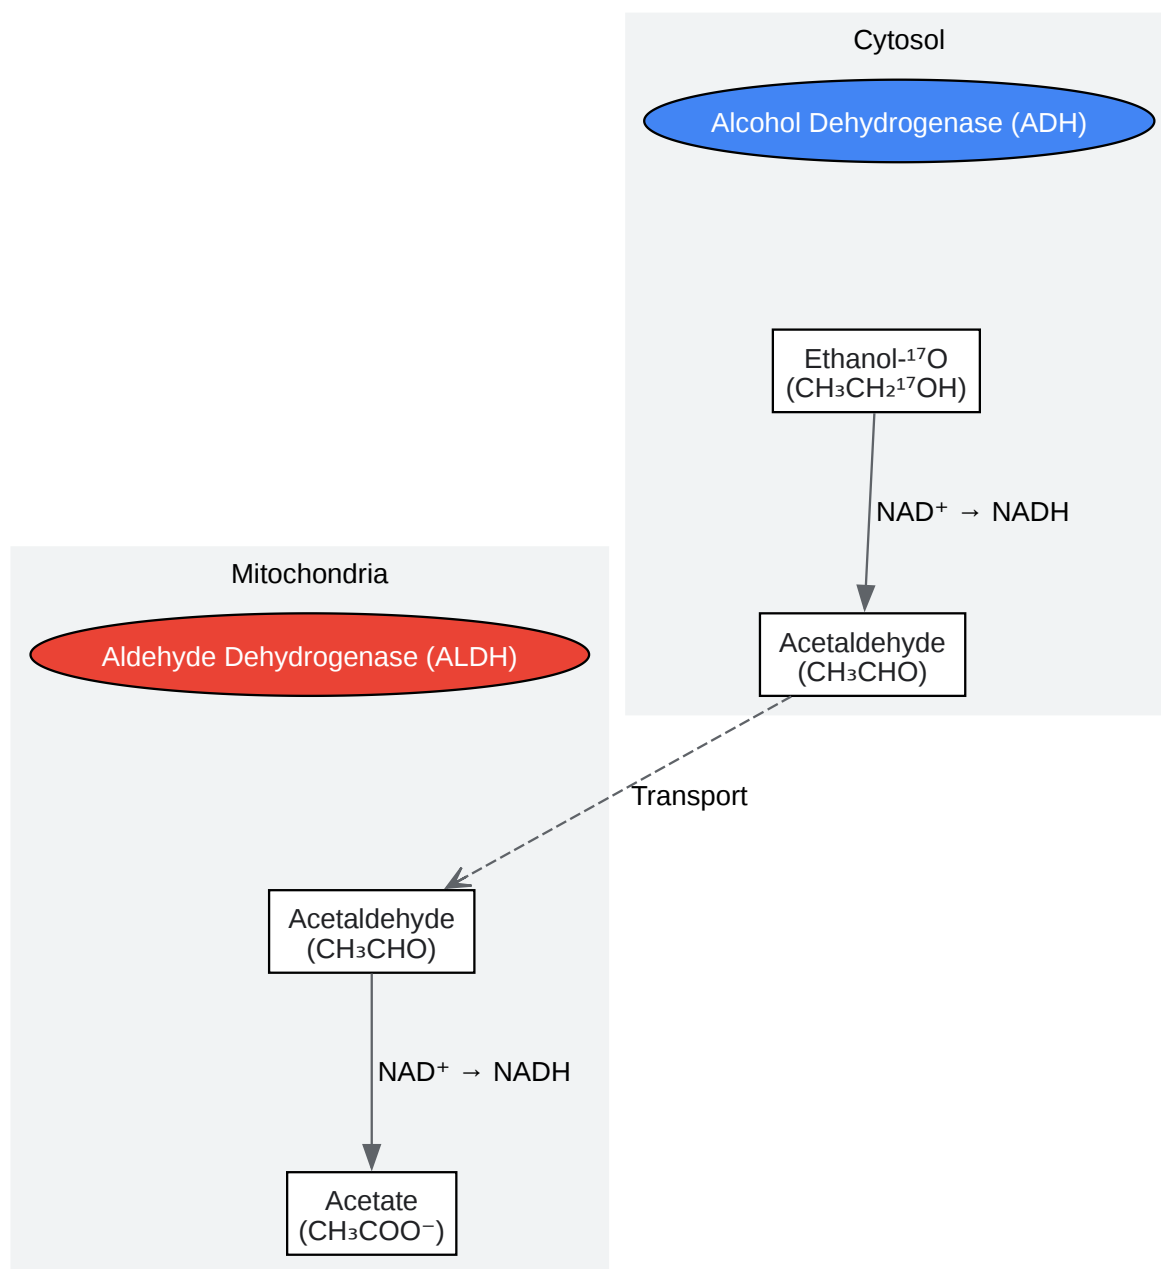 Cytosol
Alcohol Dehydrogenase (ADH)
Ethanol-¹⁷O
(CH₃CH₂¹⁷OH)
NAD⁺ → NADH
Acetaldehyde
(CH₃CHO)
Transport
Mitochondria
Aldehyde Dehydrogenase (ALDH)
Acetaldehyde
(CH₃CHO)
NAD⁺ → NADH
Acetate
(CH₃COO⁻)